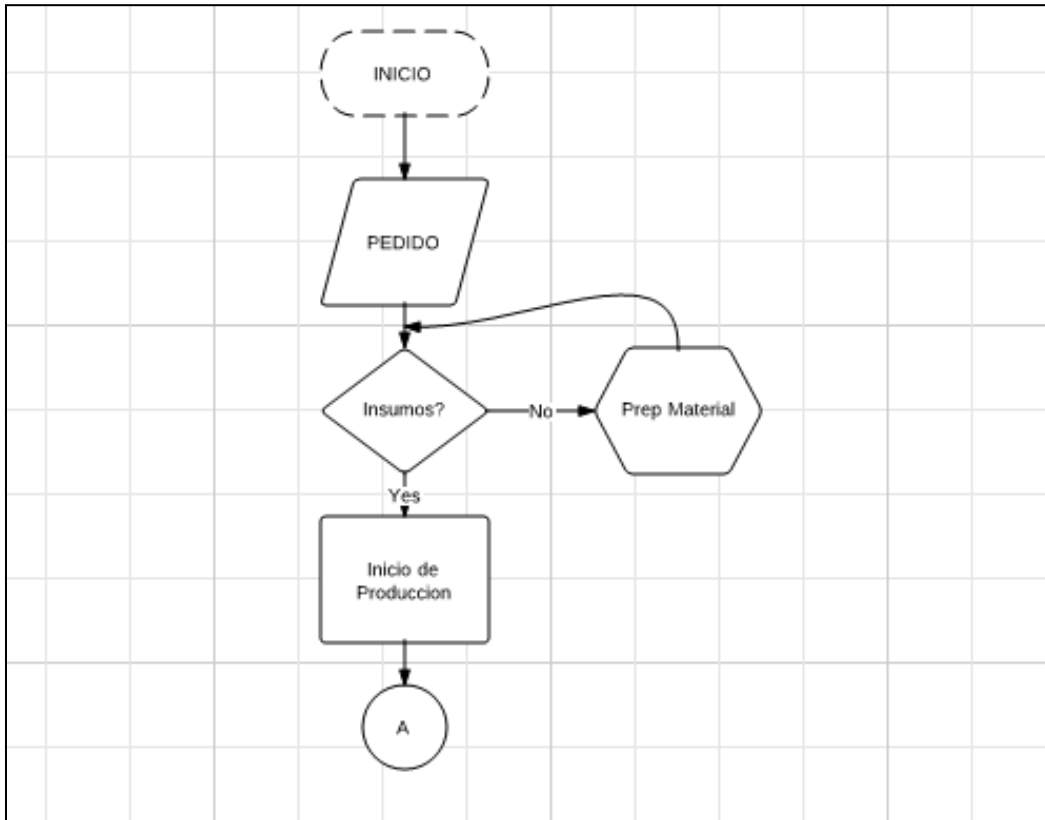 INICIO
PEDIDO
Insumos?
No
Prep Material
Yes
Inicio de
Produccion
A